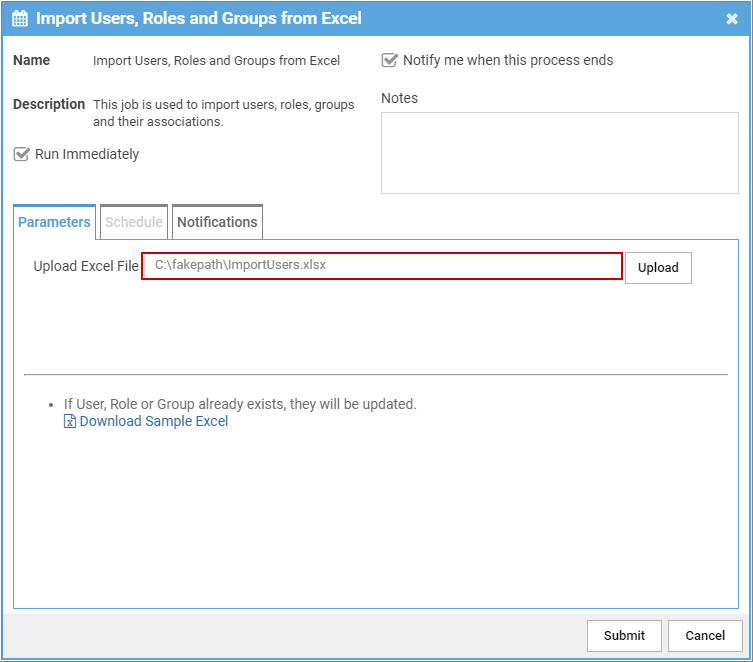 Import Users, Roles and Groups from Excel
Name
Import Users, Roles and Groups from Excel
Notify me when this process ends
Description
This job is used to import users, roles, groups
and their associations.
Notes
Run Immediately
Parameters
Schedule
Notifications
Upload Excel File
C:\fakepath\ImportUsers.xlsx
Upload
• If User, Role or Group already exists, they will be updated.
Download Sample Excel
Submit
Cancel